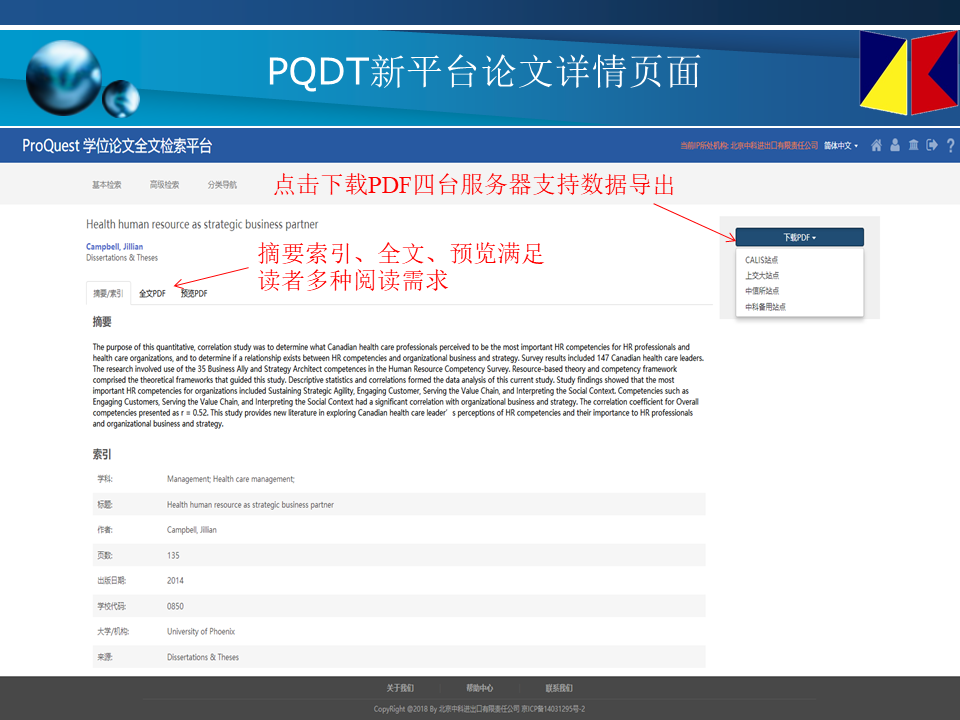 PQDT新平台论文详情页面
ProQuest 学位论文全文检索平台
当前IP所处机构: 北京中科进出口有限责任公司 简体中文
基本检索 高级检索 分类导航
点击下载PDF四台服务器支持数据导出
Health human resource as strategic business partner
下载PDF
Campbell, Jillian
摘要索引、全文、预览满足
Dissertations & Theses
CALIS站点
读者多种阅读需求
上交大站点
摘要/索引 全文PDF 预览PDF
中信所站点
中科备用站点
摘要
The purpose of this quantitative, correlation study was to determine what Canadian health care professionals perceived to be the most important HR competencies for HR professionals and
health care organizations, and to determine if a relationship exists between HR competencies and organizational business and strategy. Survey results included 147 Canadian health care leaders.
The research involved use of the 35 Business Ally and Strategy Architect competences in the Human Resource Competency Survey. Resource-based theory and competency framework
comprised the theoretical frameworks that guided this study. Descriptive statistics and correlations formed the data analysis of this current study. Study findings showed that the most
important HR competencies for organizations included Sustaining Strategic Agility, Engaging Customer, Serving the Value Chain, and Interpreting the Social Context. Competencies such as
Engaging Customers, Serving the Value Chain, and Interpreting the Social Context had a significant correlation with organizational business and strategy. The correlation coefficient for Overall
competencies presented as r = 0.52. This study provides new literature in exploring Canadian health care leader's perceptions of HR competencies and their importance to HR professionals
and organizational business and strategy.
索引
学科: Management; Health care management;
标题: Health human resource as strategic business partner
作者: Campbell, Jillian
页数: 135
出版日期: 2014
学校代码: 0850
大学/机构: University of Phoenix
来源: Dissertations & Theses
关于我们 帮助中心 联系我们
CopyRight @2018 By 北京中科进出口有限责任公司 京ICP备14031295号-2